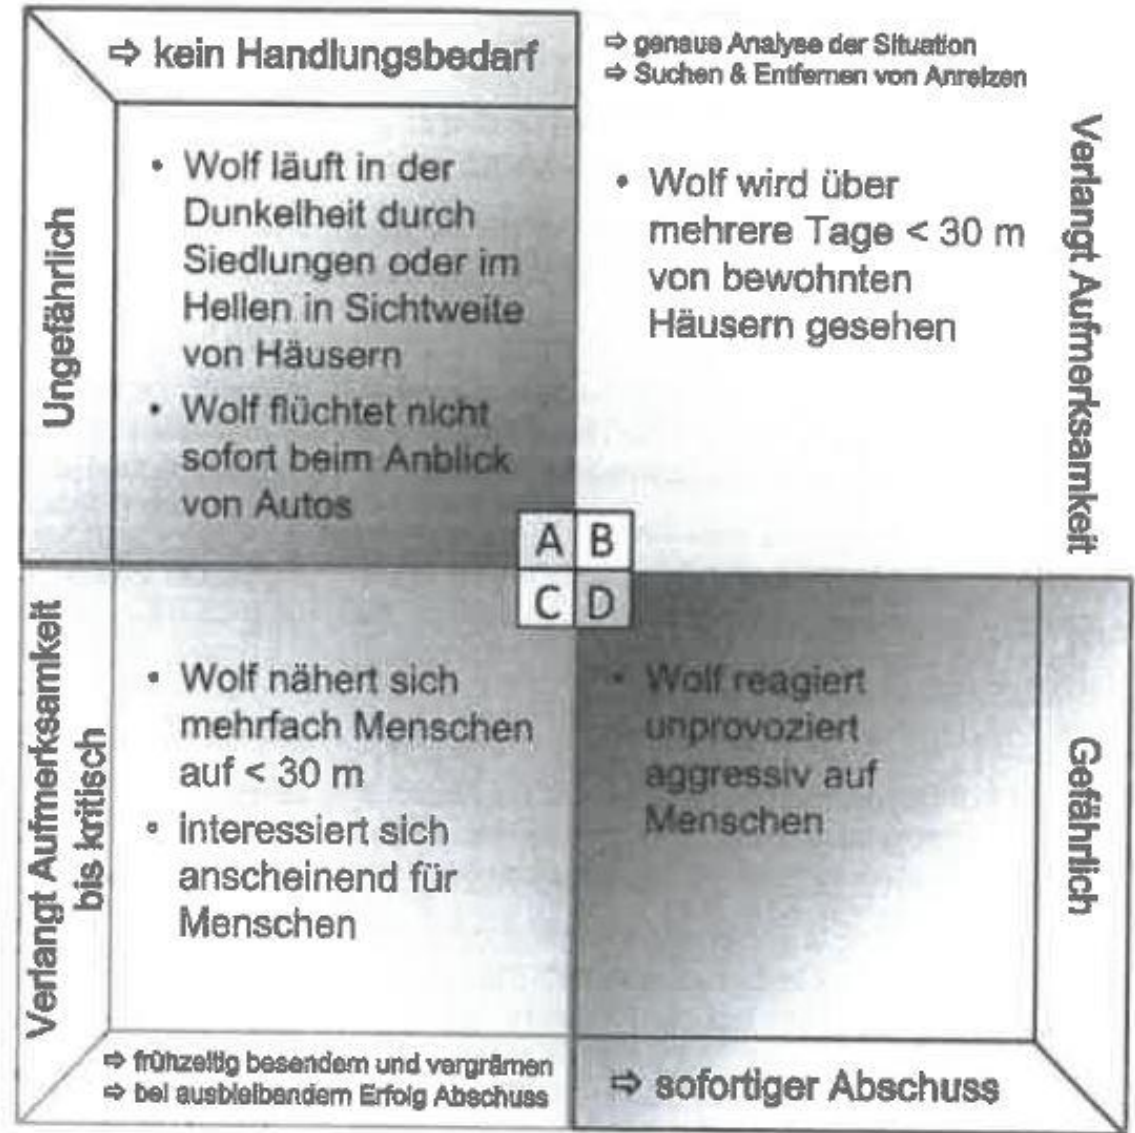 ⇨ kein Handlungsbedarf
Ungefährlich
• Wolf läuft in der
Dunkelheit durch
Siedlungen oder im
Hellen in Sichtweite
von Häusern
• Wolf flüchtet nicht
sofort beim Anblick
von Autos
A
⇨ genaue Analyse der Situation
⇨ Suchen & Entfernen von Anreizen
• Wolf wird über
mehrere Tage < 30 m
von bewohnten
Häusern gesehen
Verlangt Aufmerksamkeit
B
C
Verlangt Aufmerksamkeit
bis kritisch
• Wolf nähert sich
mehrfach Menschen
auf < 30 m
• interessiert sich
anscheinend für
Menschen
⇨ frühzeitig besendern und vergrämen
⇨ bei ausbleibendem Erfolg Abschuss
D
• Wolf reagiert
unprovoziert
aggressiv auf
Menschen
Gefährlich
⇨ sofortiger Abschuss